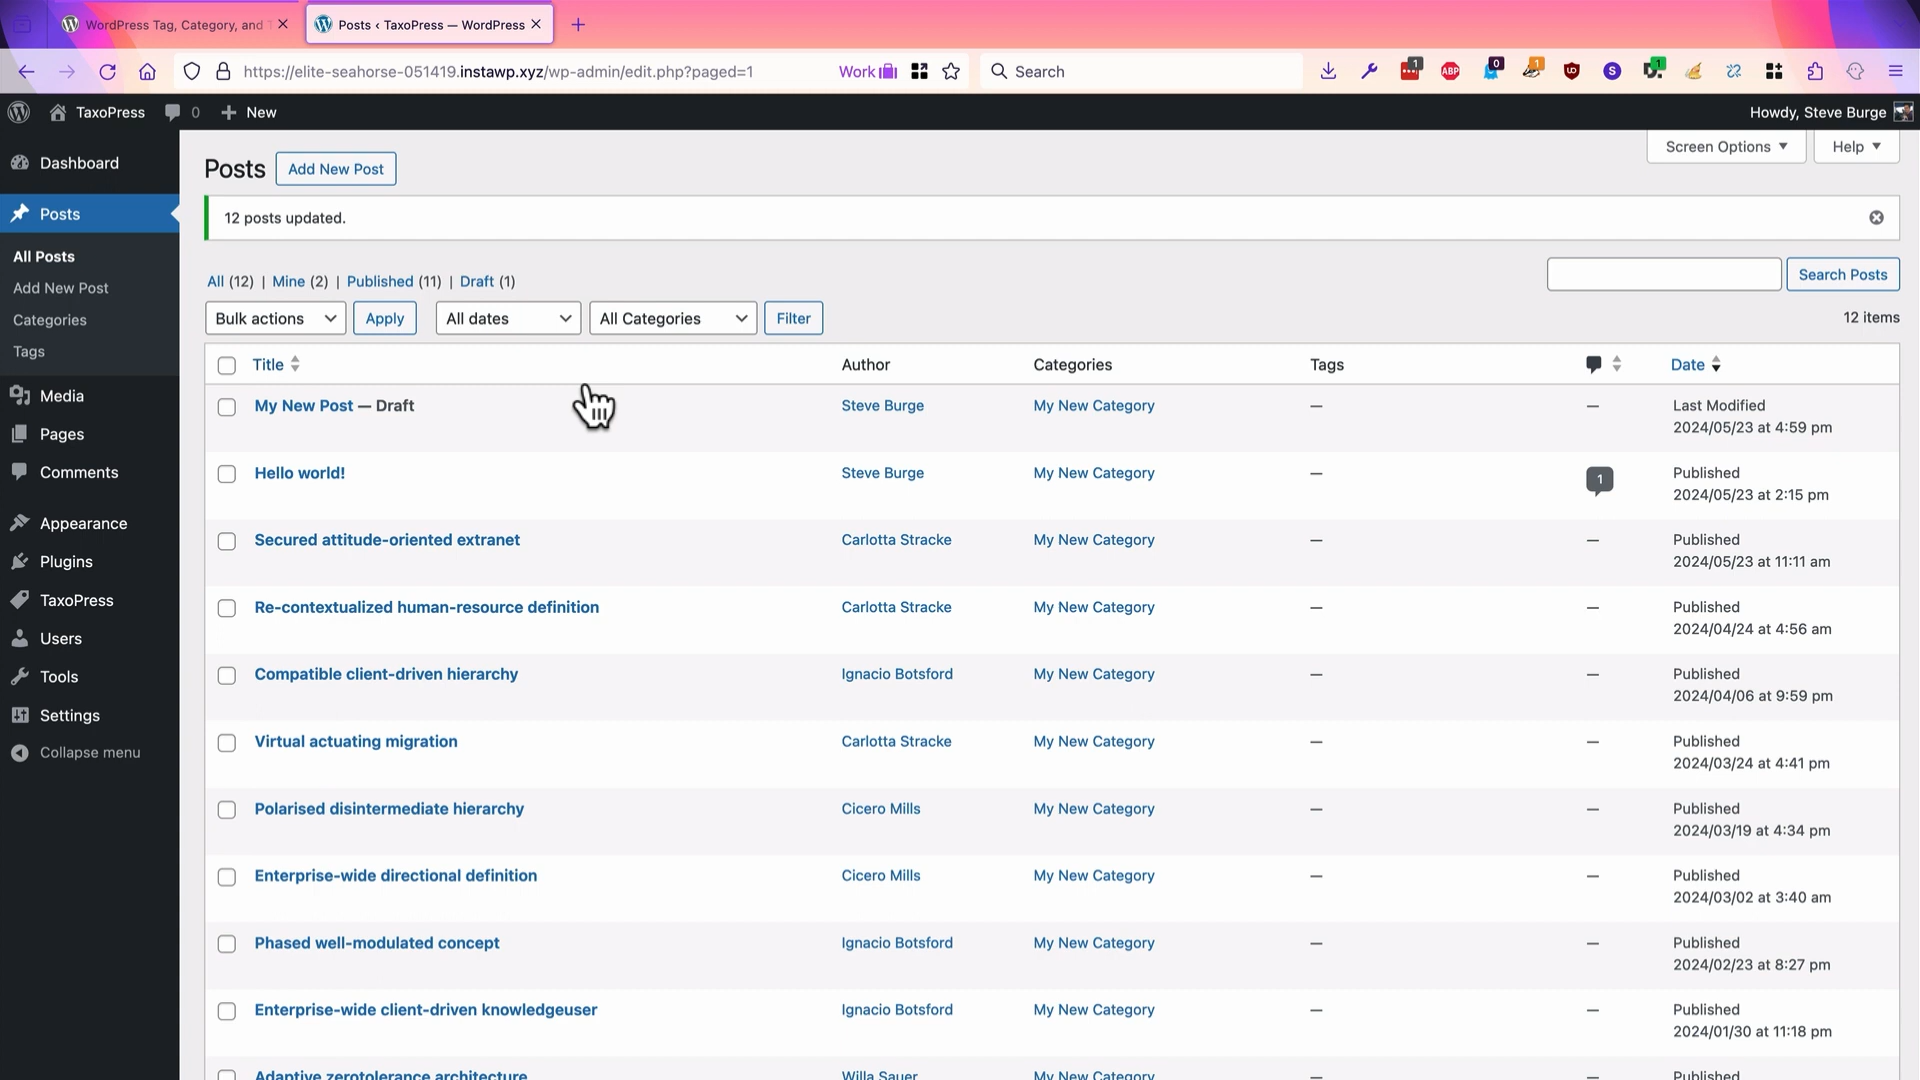 WordPress Tag, Category, and
Posts ‹ TaxoPress — WordPress
https://elite-seahorse-051419.instawp.xyz/wp-admin/edit.php?paged=1
Work
Search
1
ABP
0
1
S
1
TaxoPress
0
New
Howdy, Steve Burge
Dashboard
Posts
All Posts
Add New Post
Categories
Tags
Media
Pages
Comments
Appearance
Plugins
TaxoPress
Users
Tools
Settings
Collapse menu
Posts
Add New Post
Screen Options
Help
12 posts updated.
All (12) | Mine (2) | Published (11) | Draft (1)
Search Posts
Bulk actions
Apply
All dates
All Categories
Filter
12 items
Title Author Categories Tags Date
My New Post — Draft Steve Burge My New Category — — Last Modified
2024/05/23 at 4:59 pm
Hello world! Steve Burge My New Category — 1 Published
2024/05/23 at 2:15 pm
Secured attitude-oriented extranet Carlotta Stracke My New Category — — Published
2024/05/23 at 11:11 am
Re-contextualized human-resource definition Carlotta Stracke My New Category — — Published
2024/04/24 at 4:56 am
Compatible client-driven hierarchy Ignacio Botsford My New Category — — Published
2024/04/06 at 9:59 pm
Virtual actuating migration Carlotta Stracke My New Category — — Published
2024/03/24 at 4:41 pm
Polarised disintermediate hierarchy Cicero Mills My New Category — — Published
2024/03/19 at 4:34 pm
Enterprise-wide directional definition Cicero Mills My New Category — — Published
2024/03/02 at 3:40 am
Phased well-modulated concept Ignacio Botsford My New Category — — Published
2024/02/23 at 8:27 pm
Enterprise-wide client-driven knowledgeuser Ignacio Botsford My New Category — — Published
2024/01/30 at 11:18 pm
Adaptive zerotolerance architecture Willa Sauer My New Category — — Published